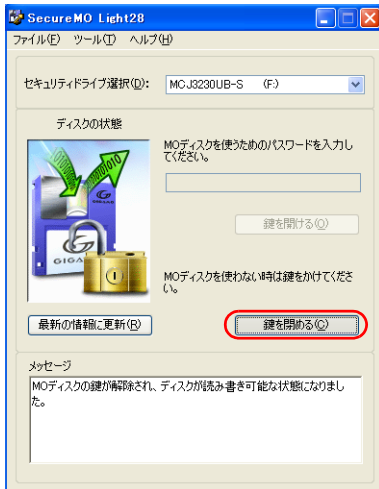 SecureMO Light28
ファイル(F) ツール(T) ヘルプ(H)
セキュリティドライブ選択(D): MCJ3230UB-S (F:)
ディスクの状態
MOディスクを使うためのパスワードを入力し
てください。
鍵を開ける(O)
GIGAMO
MOディスクを使わない時は鍵をかけてくださ
い。
最新の情報に更新(R)
鍵を閉める(C)
メッセージ
MOディスクの鍵が解除され、ディスクが読み書き可能な状態になりまし
た。